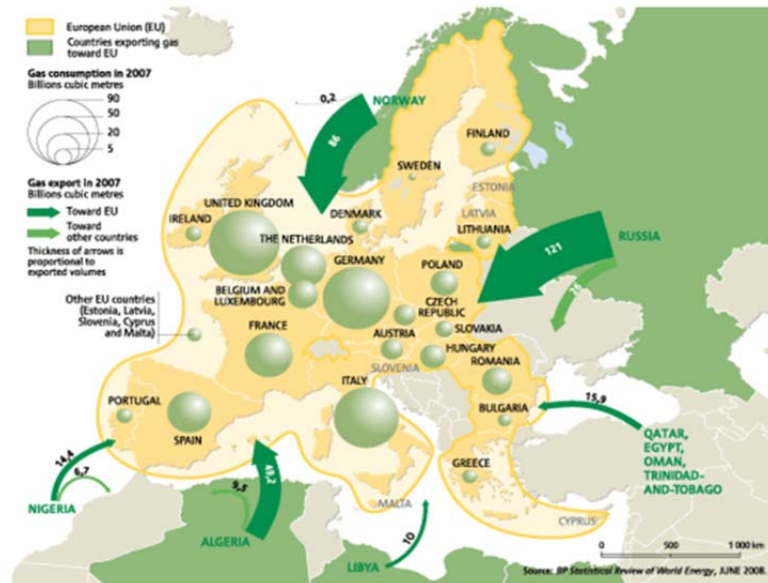 European Union (EU)
Countries exporting gas
toward EU
Gas consumption in 2007
Billions cubic metres
90
50
20
5
Gas export in 2007
Billions cubic metres
Toward EU
Toward
other countries
Thickness of arrows is
proportional to
exported volumes
0,2
NORWAY
86
FINLAND
SWEDEN
ESTONIA
LATVIA
LITHUANIA
UNITED KINGDOM
IRELAND
DENMARK
THE NETHERLANDS
GERMANY
POLAND
121
RUSSIA
BELGIUM AND
LUXEMBOURG
CZECH
REPUBLIC
SLOVAKIA
Other EU countries
(Estonia, Latvia,
Slovenia, Cyprus
and Malta)
FRANCE
AUSTRIA
HUNGARY
SLOVENIA
ROMANIA
ITALY
PORTUGAL
SPAIN
BULGARIA
15,9
QATAR,
EGYPT,
OMAN,
TRINIDAD-
AND-TOBAGO
14,4
6,7
NIGERIA
49,2
9,5
ALGERIA
GREECE
MALTA
CYPRUS
10
LIBYA
0 500 1 000 km
Source: BP Statistical Review of World Energy, JUNE 2008.